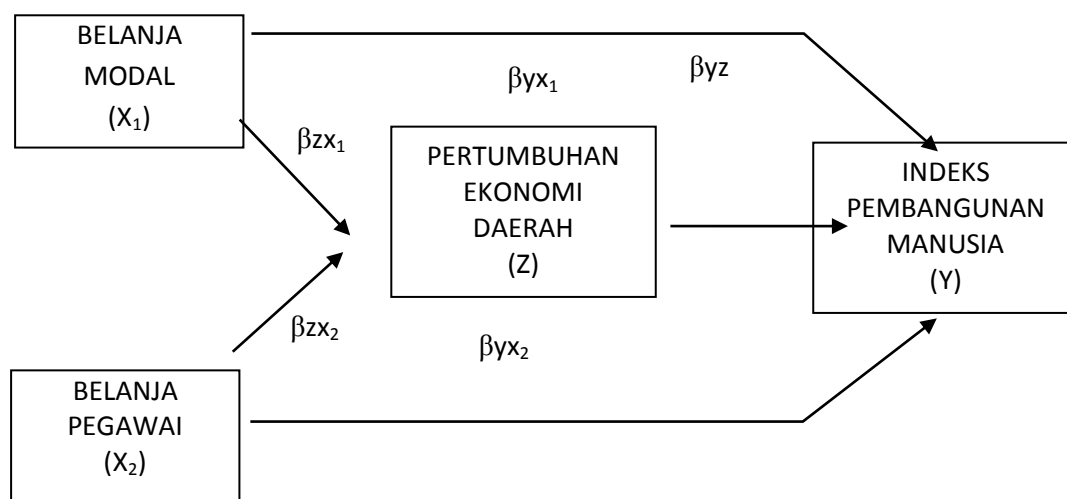 BELANJA
MODAL
(X₁)
βyx₁
βyz
βzx₁
PERTUMBUHAN
EKONOMI
DAERAH
(Z)
INDEKS
PEMBANGUNAN
MANUSIA
(Y)
βzx₂
βyx₂
BELANJA
PEGAWAI
(X₂)